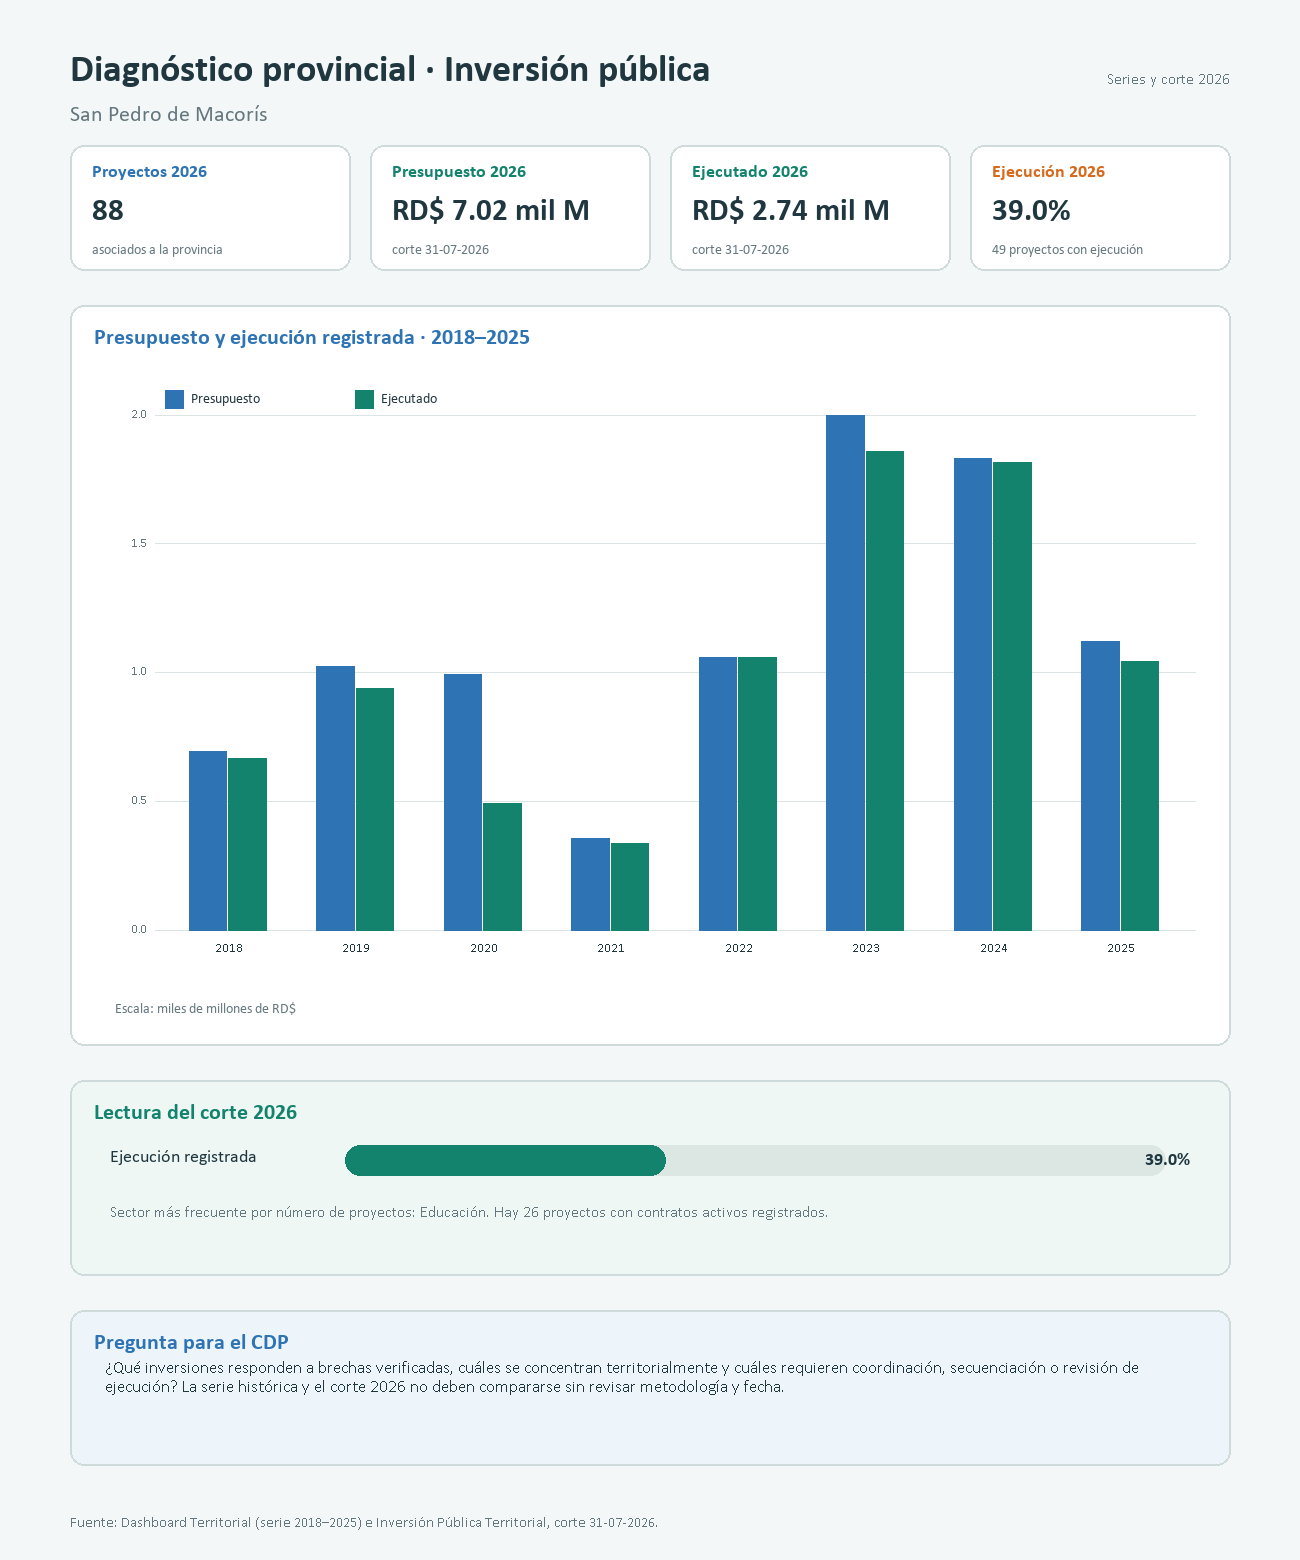 Diagnóstico provincial · Inversión pública
Series y corte 2026
San Pedro de Macorís
Proyectos 2026
88
asociados a la provincia
Presupuesto 2026
RD$ 7.02 mil M
corte 31-07-2026
Ejecutado 2026
RD$ 2.74 mil M
corte 31-07-2026
Ejecución 2026
39.0%
49 proyectos con ejecución
Presupuesto y ejecución registrada · 2018–2025
Presupuesto
Ejecutado
2.0
1.5
1.0
0.5
0.0
2018
2019
2020
2021
2022
2023
2024
2025
Escala: miles de millones de RD$
Lectura del corte 2026
Ejecución registrada
39.0%
Sector más frecuente por número de proyectos: Educación. Hay 26 proyectos con contratos activos registrados.
Pregunta para el CDP
¿Qué inversiones responden a brechas verificadas, cuáles se concentran territorialmente y cuáles requieren coordinación, secuenciación o revisión de
ejecución? La serie histórica y el corte 2026 no deben compararse sin revisar metodología y fecha.
Fuente: Dashboard Territorial (serie 2018–2025) e Inversión Pública Territorial, corte 31-07-2026.